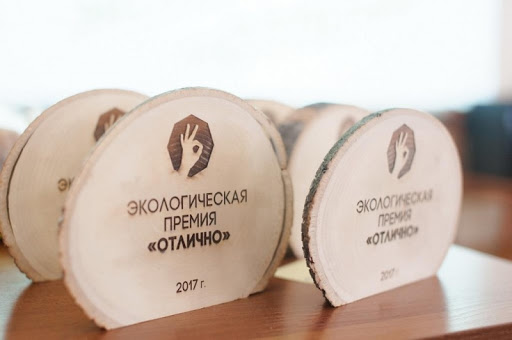 ЭКОЛОГИЧЕСКАЯ
ПРЕМИЯ
«ОТЛИЧНО»
2017 г.
ЭКОЛОГИЧЕСКАЯ
ПРЕМИЯ
«ОТЛИЧНО»
2017 г.